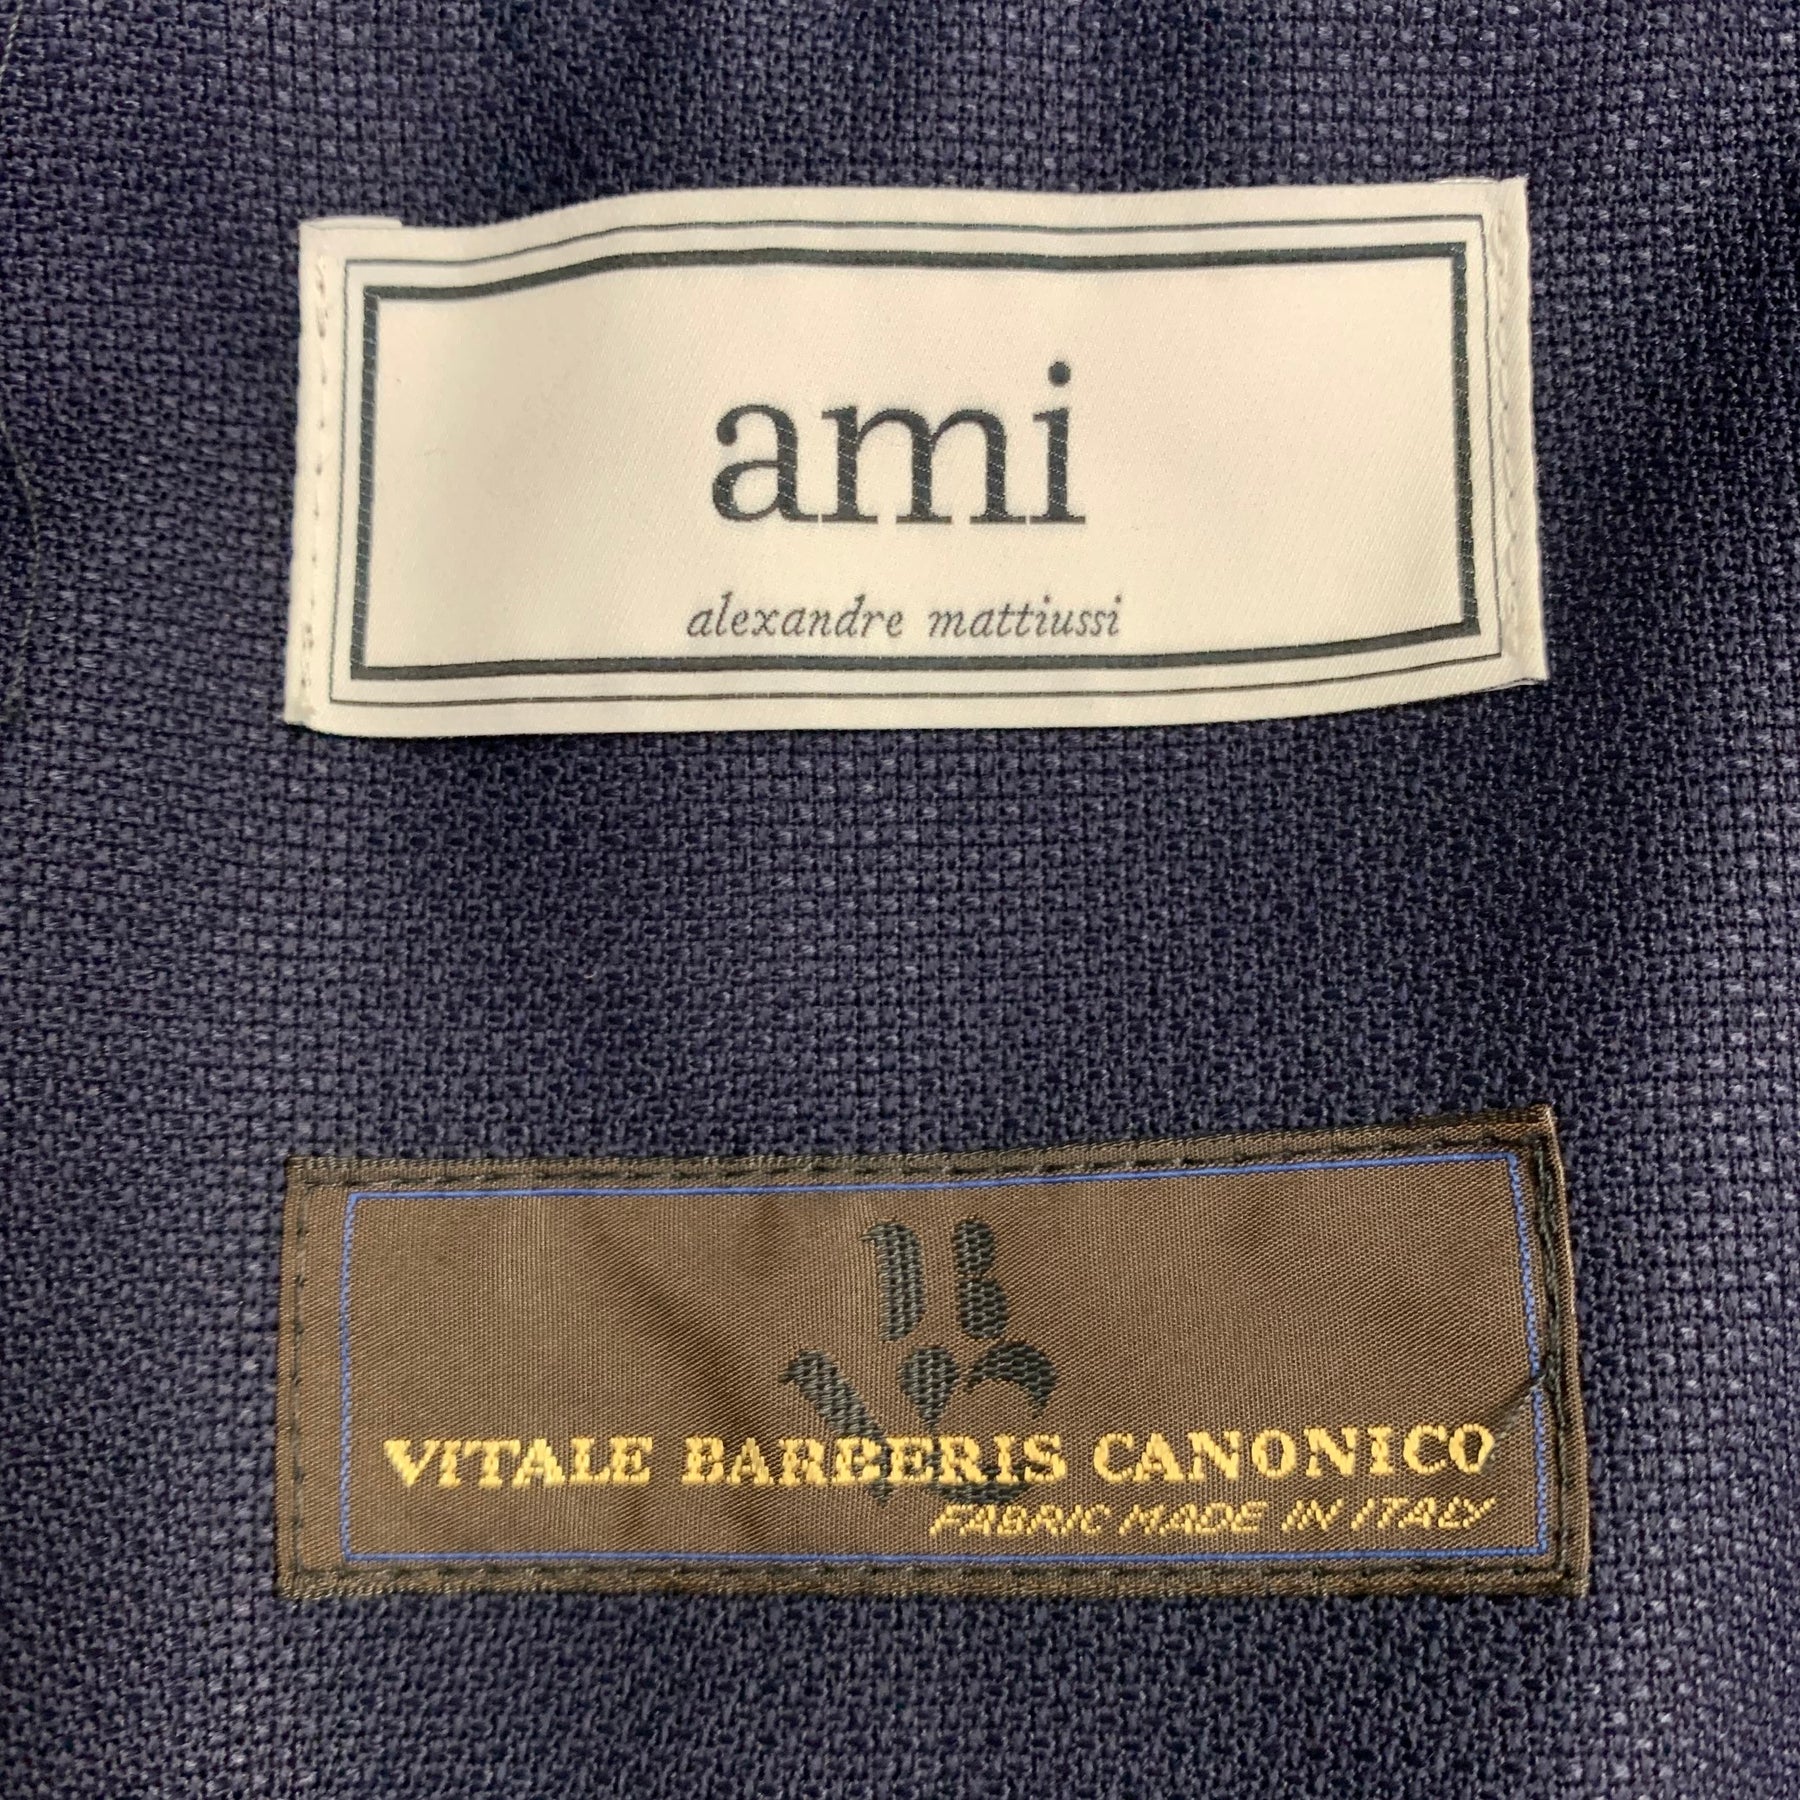 ami
alexandre mattiussi
VITALE BARBERIS CANONICO
FABRIC MADE IN ITALY